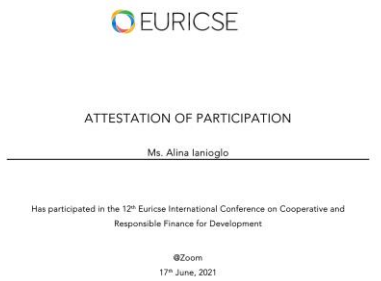 EURICSE
ATTESTATION OF PARTICIPATION
Ms. Alina Ianioglo
Has participated in the 12th Euricse International Conference on Cooperative and
Responsible Finance for Development
@Zoom
17th June, 2021